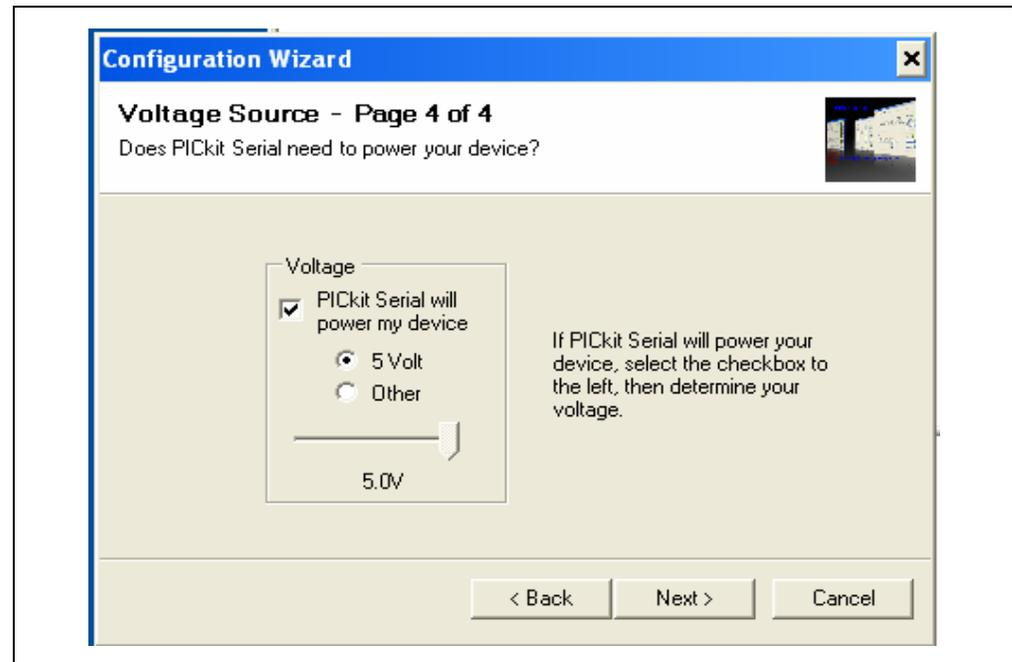 Configuration Wizard
Voltage Source - Page 4 of 4
Does PICkit Serial need to power your device?
Voltage
PICkit Serial will
power my device
5 Volt
Other
5.0V
If PICkit Serial will power your
device, select the checkbox to
the left, then determine your
voltage.
< Back
Next >
Cancel